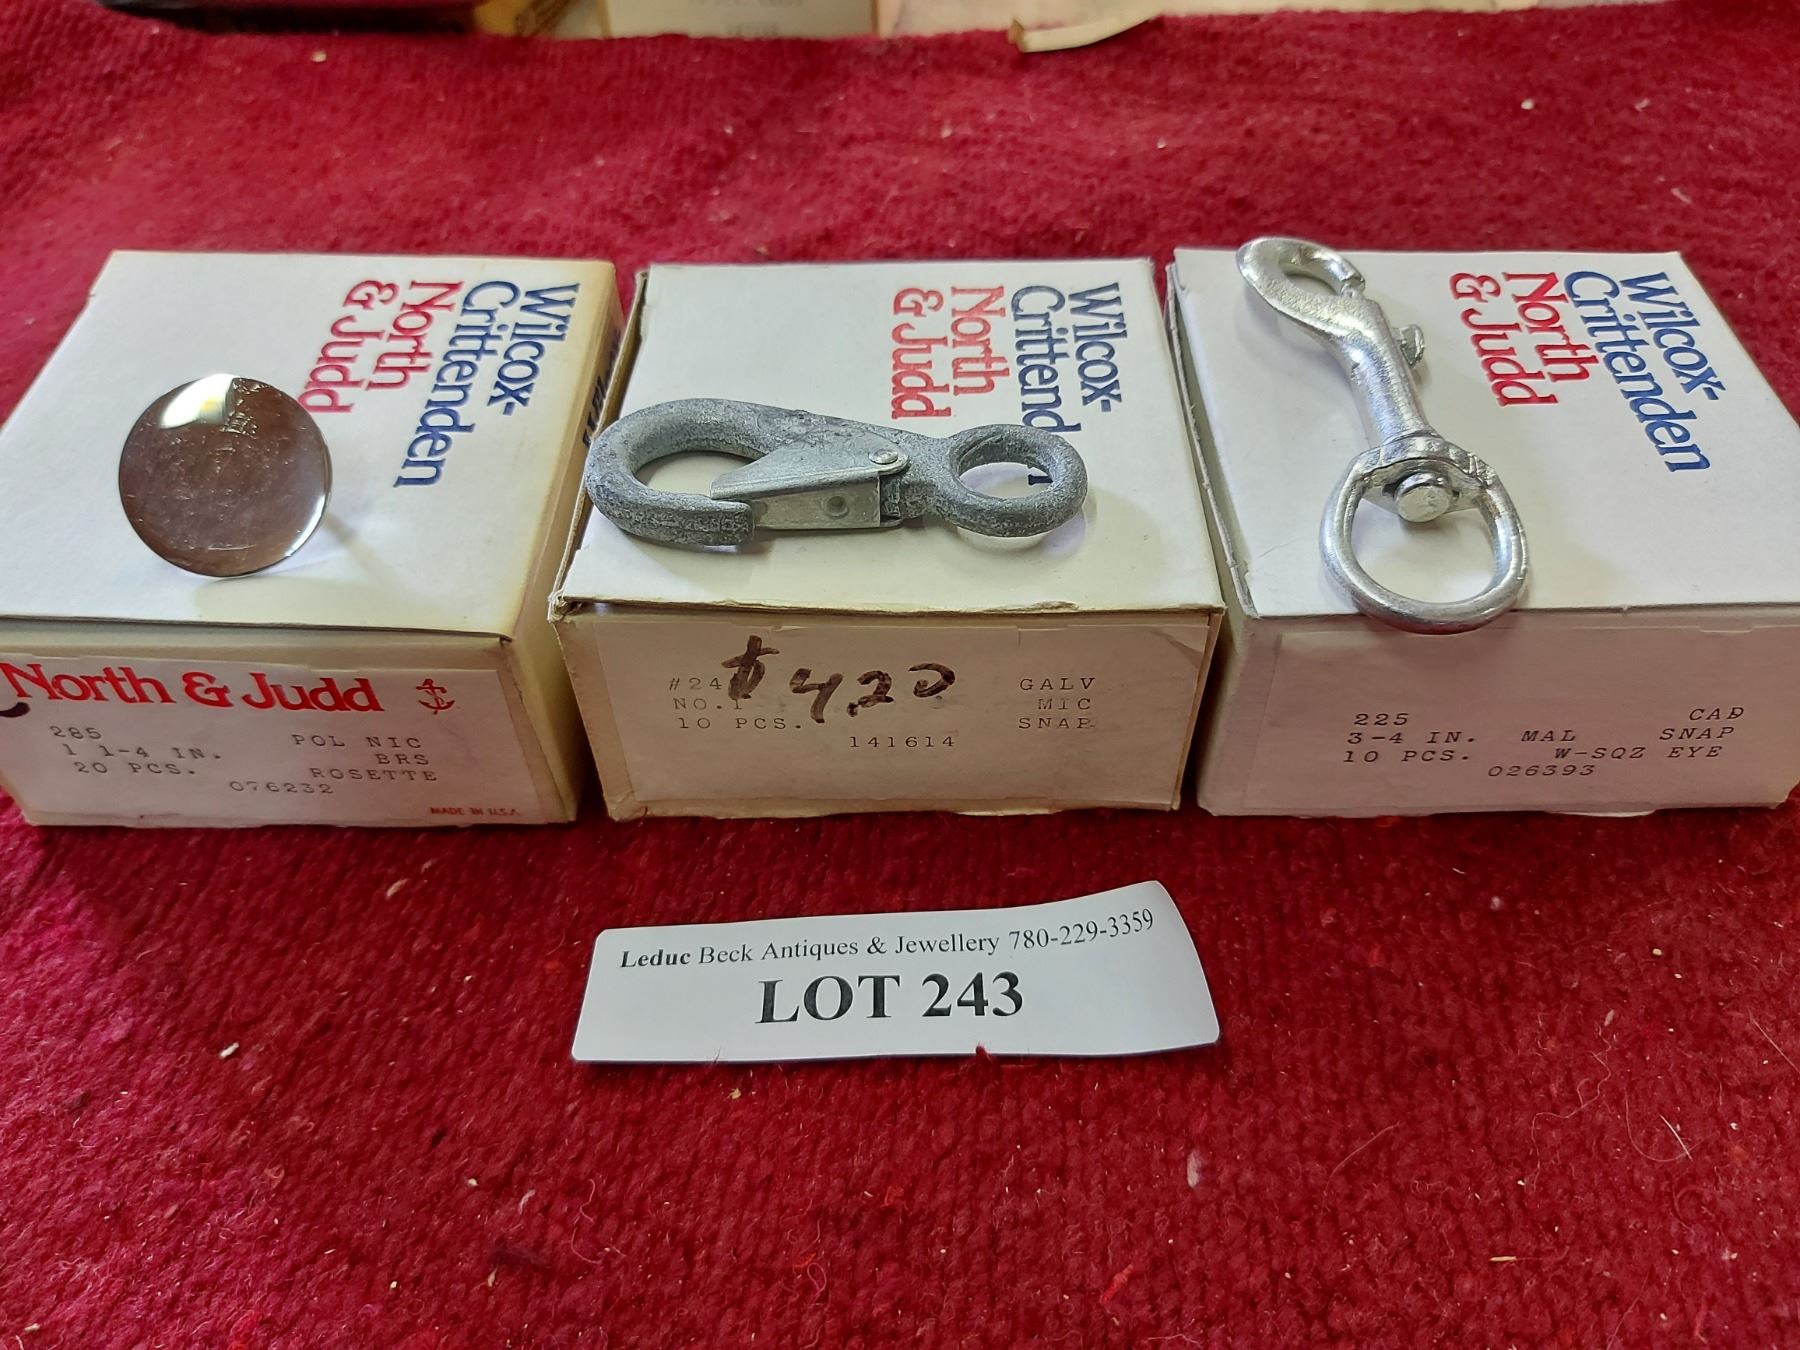 Wilcox-
Crittenden
North
& Judd
North & Judd
285 POL NIC
1 1-4 IN. BRS
20 PCS. ROSETTE
076232
MADE IN U.S.A.
Wilcox-
Crittend
North
& Judd
$4.20
#24 GALV
NO.1 MIC
10 PCS. SNAP
141614
Wilcox-
Crittenden
North
& Judd
225 CAD
3-4 IN. MAL SNAP
10 PCS. W-SQZ EYE
026393
Leduc Beck Antiques & Jewellery 780-229-3359
LOT 243